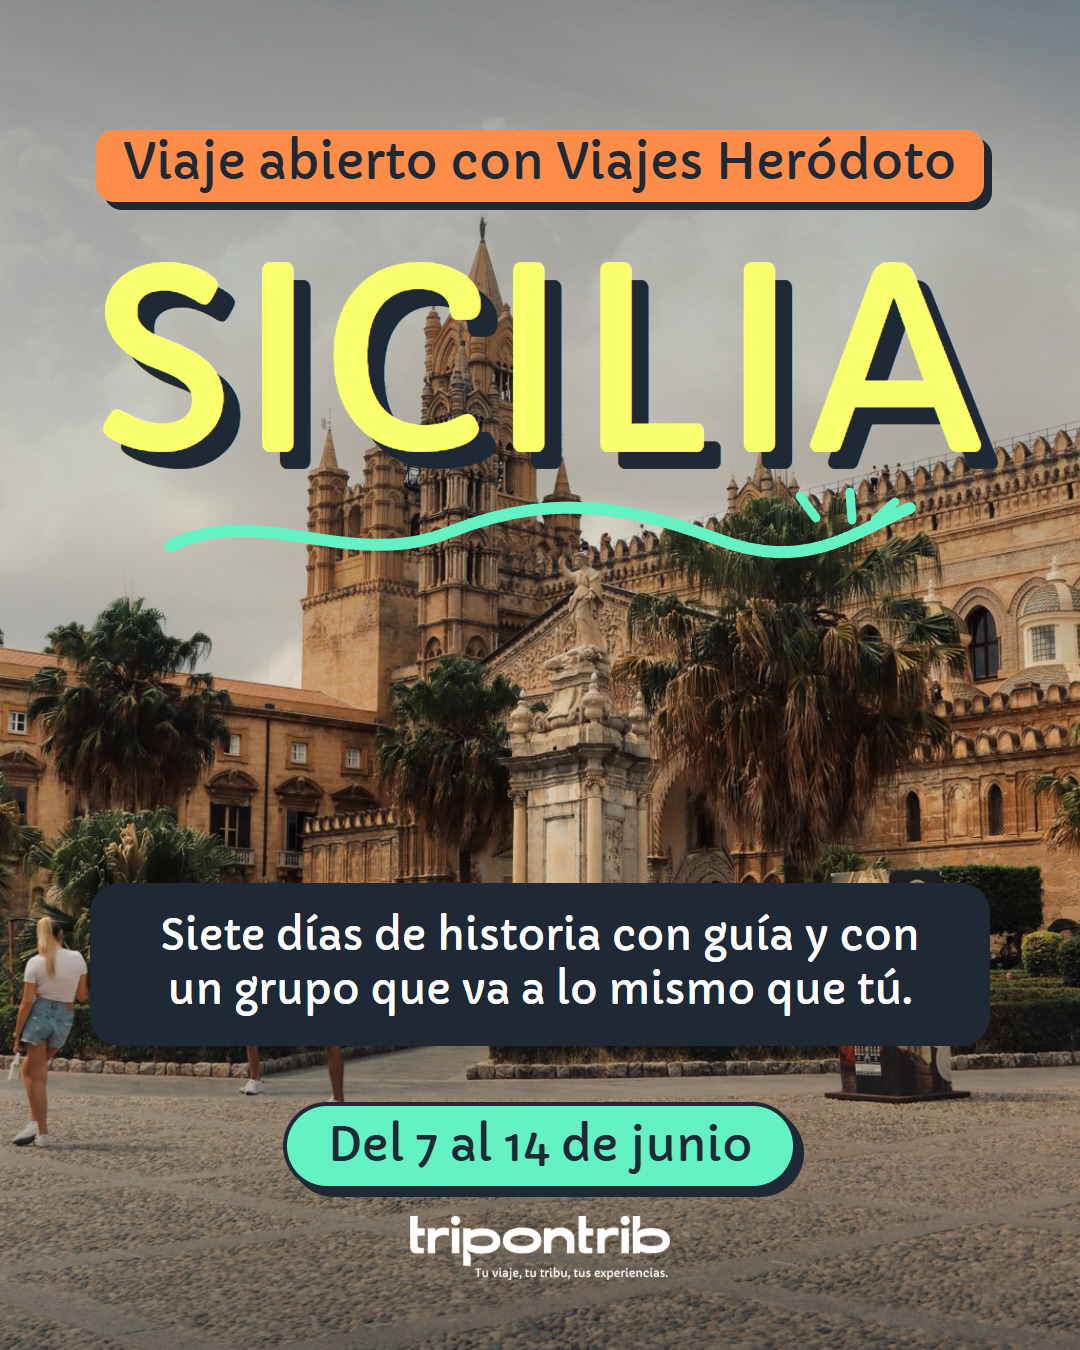 Viaje abierto con Viajes Heródoto
SICILIA
Siete días de historia con guía y con
un grupo que va a lo mismo que tú.
Del 7 al 14 de junio
tripontrib
Tu viaje, tu tribu, tus experiencias.